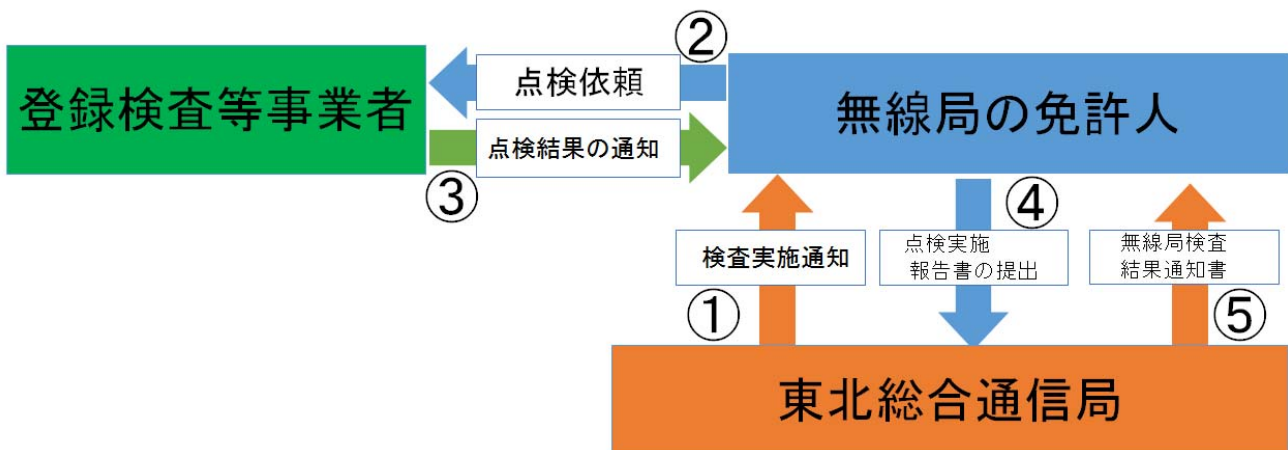 ②
点検依頼
登録検査等事業者
無線局の免許人
点検結果の通知
③
④
検査実施通知
点検実施
報告書の提出
無線局検査
結果通知書
①
⑤
東北総合通信局